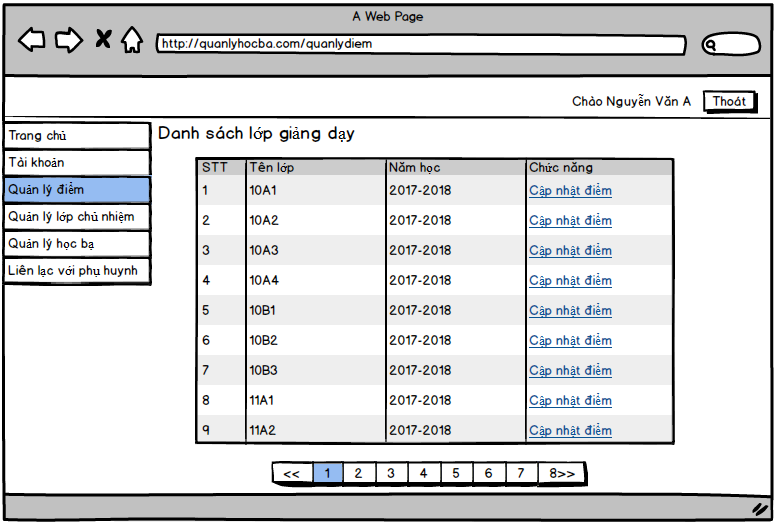 A Web Page
http://quanlyhocba.com/quanlydiem
Chào Nguyễn Văn A Thoát
Trang chủ
Tài khoản
Quản lý điểm
Quản lý lớp chủ nhiệm
Quản lý học bạ
Liên lạc với phụ huynh
Danh sách lớp giảng dạy
STT Tên lớp Năm học Chức năng
1 10A1 2017-2018 Cập nhật điểm
2 10A2 2017-2018 Cập nhật điểm
3 10A3 2017-2018 Cập nhật điểm
4 10A4 2017-2018 Cập nhật điểm
5 10B1 2017-2018 Cập nhật điểm
6 10B2 2017-2018 Cập nhật điểm
7 10B3 2017-2018 Cập nhật điểm
8 11A1 2017-2018 Cập nhật điểm
9 11A2 2017-2018 Cập nhật điểm
<< 1 2 3 4 5 6 7 8>>